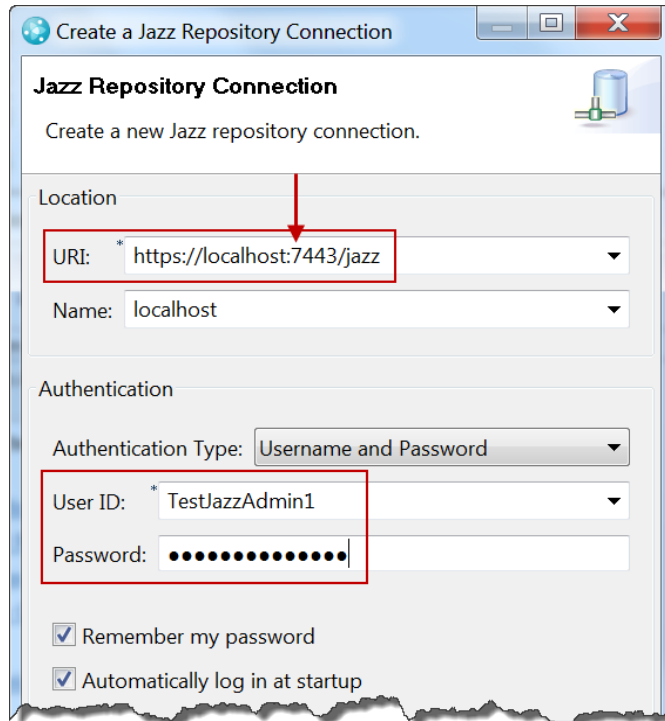 Create a Jazz Repository Connection
Jazz Repository Connection
Create a new Jazz repository connection.
Location
URI: * https://localhost:7443/jazz
Name: localhost
Authentication
Authentication Type: Username and Password
User ID: * TestJazzAdmin1
Password: ●●●●●●●●●●●●●●
Remember my password
Automatically log in at startup